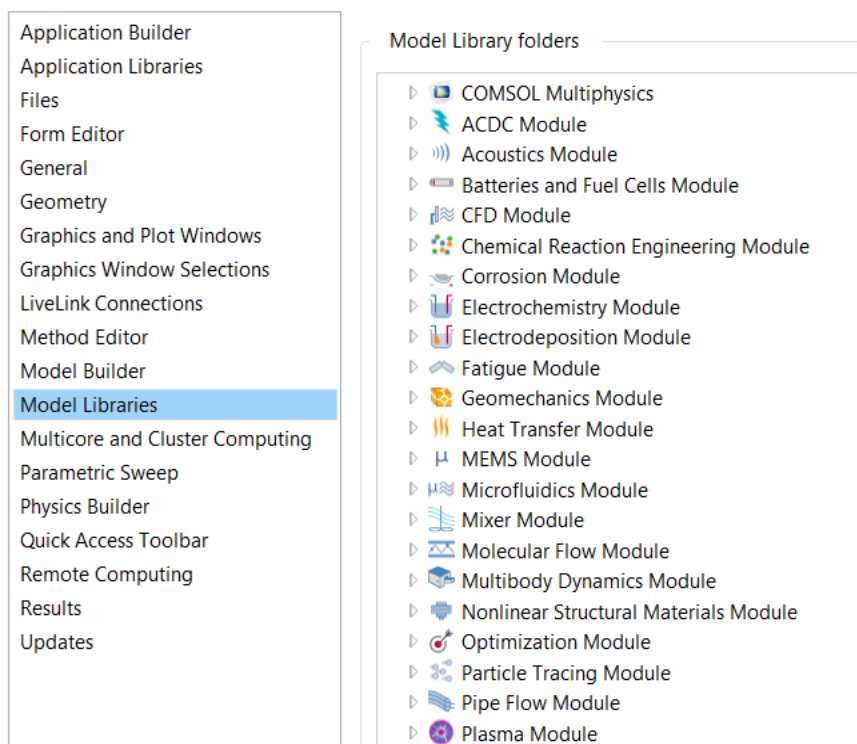 Application Builder
Application Libraries
Files
Form Editor
General
Geometry
Graphics and Plot Windows
Graphics Window Selections
LiveLink Connections
Method Editor
Model Builder
Model Libraries
Multicore and Cluster Computing
Parametric Sweep
Physics Builder
Quick Access Toolbar
Remote Computing
Results
Updates
Model Library folders
COMSOL Multiphysics
ACDC Module
Acoustics Module
Batteries and Fuel Cells Module
CFD Module
Chemical Reaction Engineering Module
Corrosion Module
Electrochemistry Module
Electrodeposition Module
Fatigue Module
Geomechanics Module
Heat Transfer Module
μ MEMS Module
μ Microfluidics Module
Mixer Module
Molecular Flow Module
Multibody Dynamics Module
Nonlinear Structural Materials Module
Optimization Module
Particle Tracing Module
Pipe Flow Module
Plasma Module